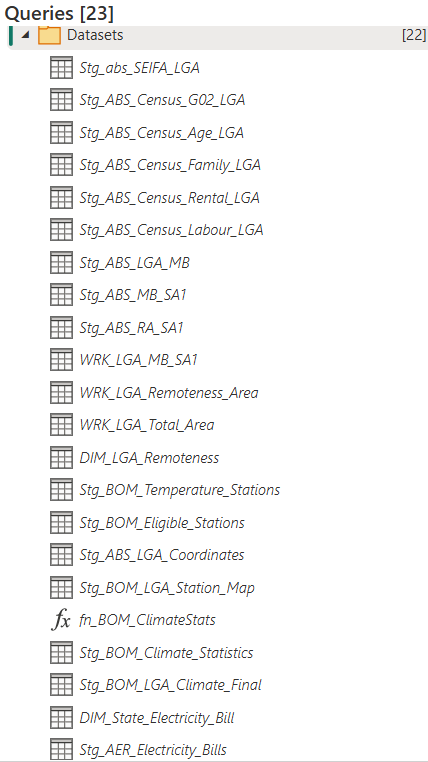 Queries [23]
Datasets [22]
Stg_abs_SEIFA_LGA
Stg_ABS_Census_G02_LGA
Stg_ABS_Census_Age_LGA
Stg_ABS_Census_Family_LGA
Stg_ABS_Census_Rental_LGA
Stg_ABS_Census_Labour_LGA
Stg_ABS_LGA_MB
Stg_ABS_MB_SA1
Stg_ABS_RA_SA1
WRK_LGA_MB_SA1
WRK_LGA_Remoteness_Area
WRK_LGA_Total_Area
DIM_LGA_Remoteness
Stg_BOM_Temperature_Stations
Stg_BOM_Eligible_Stations
Stg_ABS_LGA_Coordinates
Stg_BOM_LGA_Station_Map
fx fn_BOM_ClimateStats
Stg_BOM_Climate_Statistics
Stg_BOM_LGA_Climate_Final
DIM_State_Electricity_Bill
Stg_AER_Electricity_Bills